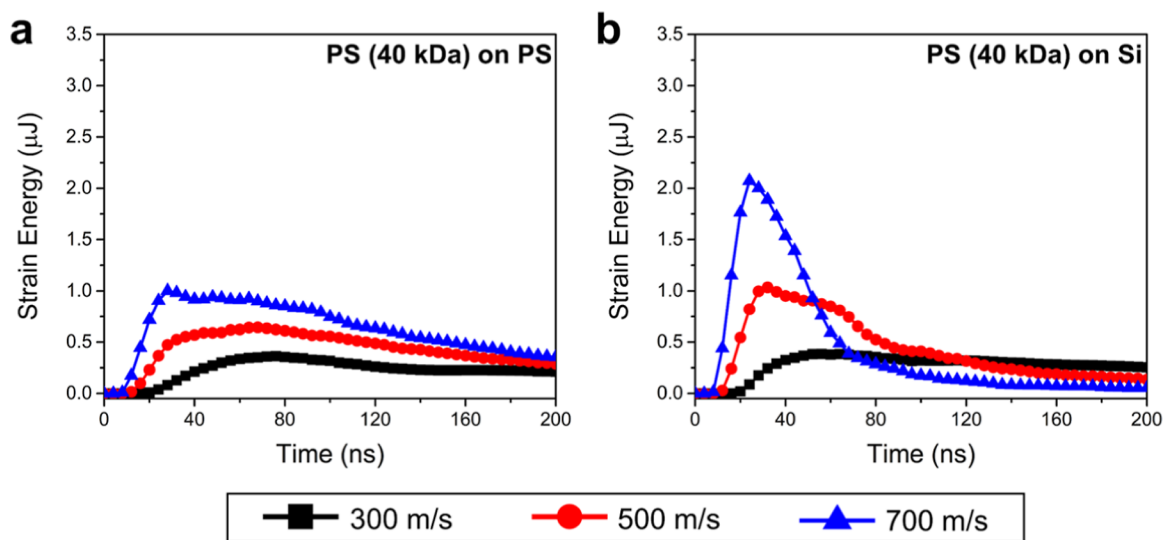 a
PS (40 kDa) on PS
3.5
3.0
2.5
2.0
1.5
1.0
0.5
0.0
Strain Energy (μJ)
0 40 80 120 160 200
Time (ns)
b
PS (40 kDa) on Si
3.5
3.0
2.5
2.0
1.5
1.0
0.5
0.0
Strain Energy (μJ)
0 40 80 120 160 200
Time (ns)
300 m/s 500 m/s 700 m/s